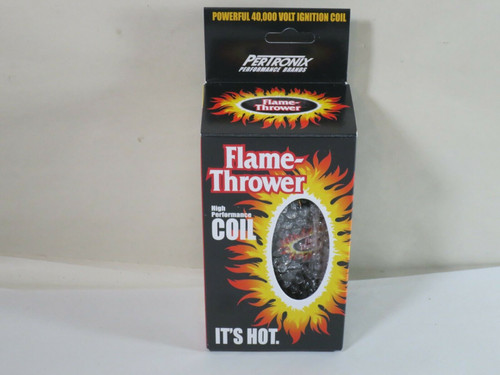 POWERFUL 40,000 VOLT IGNITION COIL
PERTRONIX
PERFORMANCE BRANDS
Flame-
Thrower
Flame-
Thrower
High
Performance
COIL
IT'S HOT.